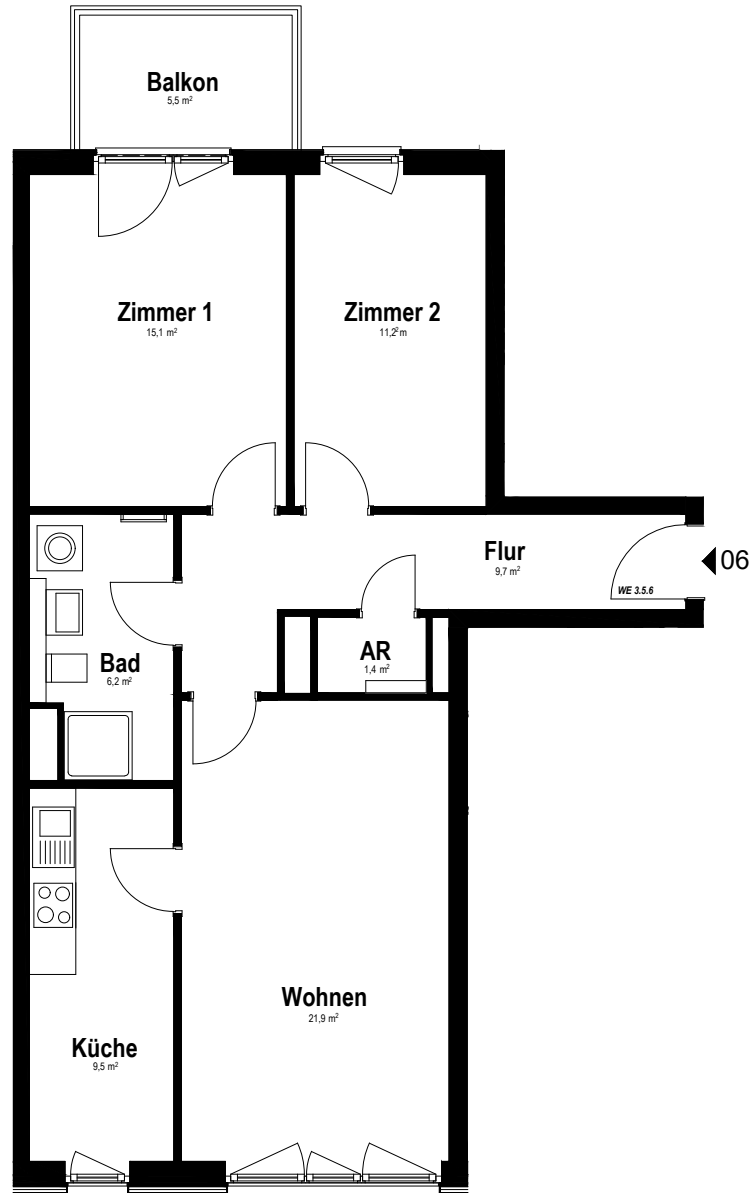 Balkon
5,5 m²
Zimmer 1
15,1 m²
Zimmer 2
11,2²m
Flur
9,7 m²
06
WE 3.5.6
AR
1,4 m²
Bad
6,2 m²
Wohnen
21,9 m²
Küche
9,5 m²